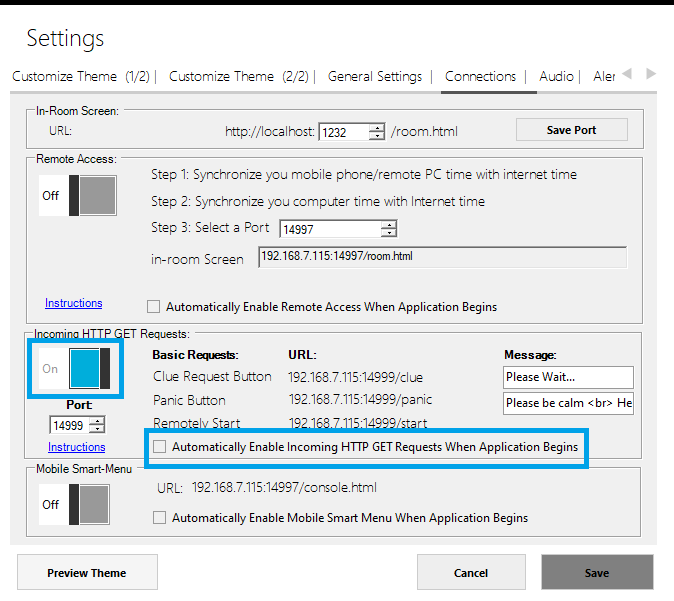 Settings
Customize Theme (1/2) | Customize Theme (2/2) | General Settings | Connections | Audio | Aler
In-Room Screen:
URL: http://localhost: 1232 /room.html Save Port
Remote Access:
Off
Step 1: Synchronize you mobile phone/remote PC time with internet time
Step 2: Synchronize you computer time with Internet time
Step 3: Select a Port 14997
in-room Screen 192.168.7.115:14997/room.html
Instructions Automatically Enable Remote Access When Application Begins
Incoming HTTP GET Requests:
On
Basic Requests: URL: Message:
Clue Request Button 192.168.7.115:14999/clue Please Wait...
Panic Button 192.168.7.115:14999/panic Please be calm <br> He
Port:
Remotely Start 192.168.7.115:14999/start
14999
Instructions Automatically Enable Incoming HTTP GET Requests When Application Begins
Mobile Smart-Menu
Off
URL: 192.168.7.115:14997/console.html
Automatically Enable Mobile Smart Menu When Application Begins
Preview Theme Cancel Save